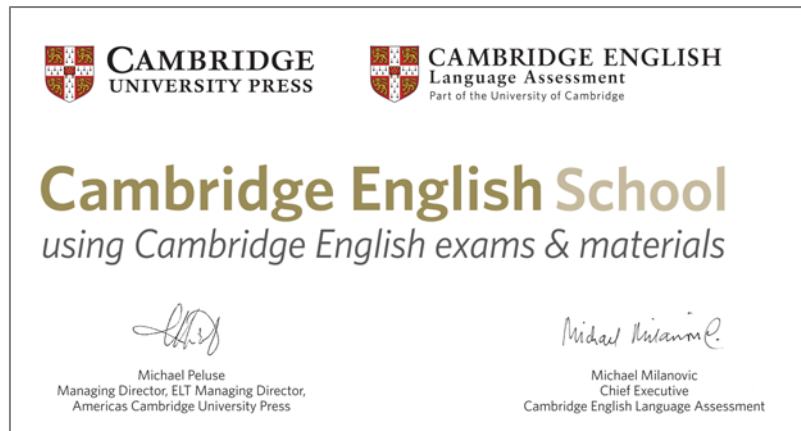 CAMBRIDGE
UNIVERSITY PRESS
CAMBRIDGE ENGLISH
Language Assessment
Part of the University of Cambridge
Cambridge English School
using Cambridge English exams & materials
Michael Milanovic
Michael Peluse
Managing Director, ELT Managing Director,
Americas Cambridge University Press
Michael Milanovic
Chief Executive
Cambridge English Language Assessment